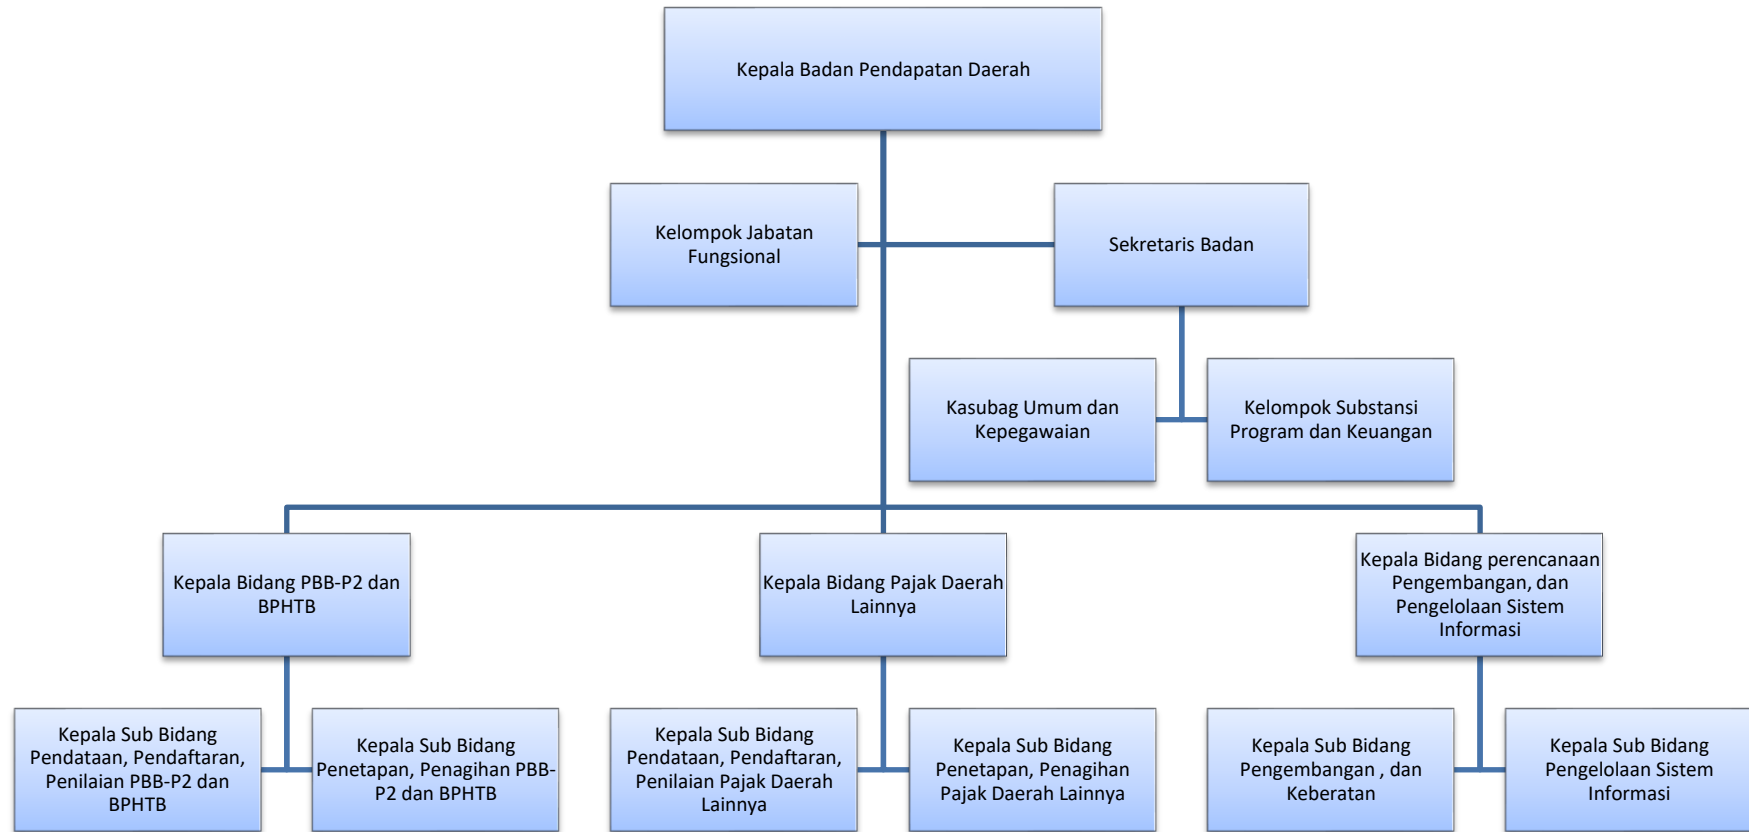 Kepala Badan Pendapatan Daerah
Kelompok Jabatan
Fungsional
Sekretaris Badan
Kasubag Umum dan
Kepegawaian
Kelompok Substansi
Program dan Keuangan
Kepala Bidang PBB-P2 dan
BPHTB
Kepala Bidang Pajak Daerah
Lainnya
Kepala Bidang perencanaan
Pengembangan, dan
Pengelolaan Sistem
Informasi
Kepala Sub Bidang
Pendataan, Pendaftaran,
Penilaian PBB-P2 dan
BPHTB
Kepala Sub Bidang
Penetapan, Penagihan PBB-
P2 dan BPHTB
Kepala Sub Bidang
Pendataan, Pendaftaran,
Penilaian Pajak Daerah
Lainnya
Kepala Sub Bidang
Penetapan, Penagihan
Pajak Daerah Lainnya
Kepala Sub Bidang
Pengembangan , dan
Keberatan
Kepala Sub Bidang
Pengelolaan Sistem
Informasi